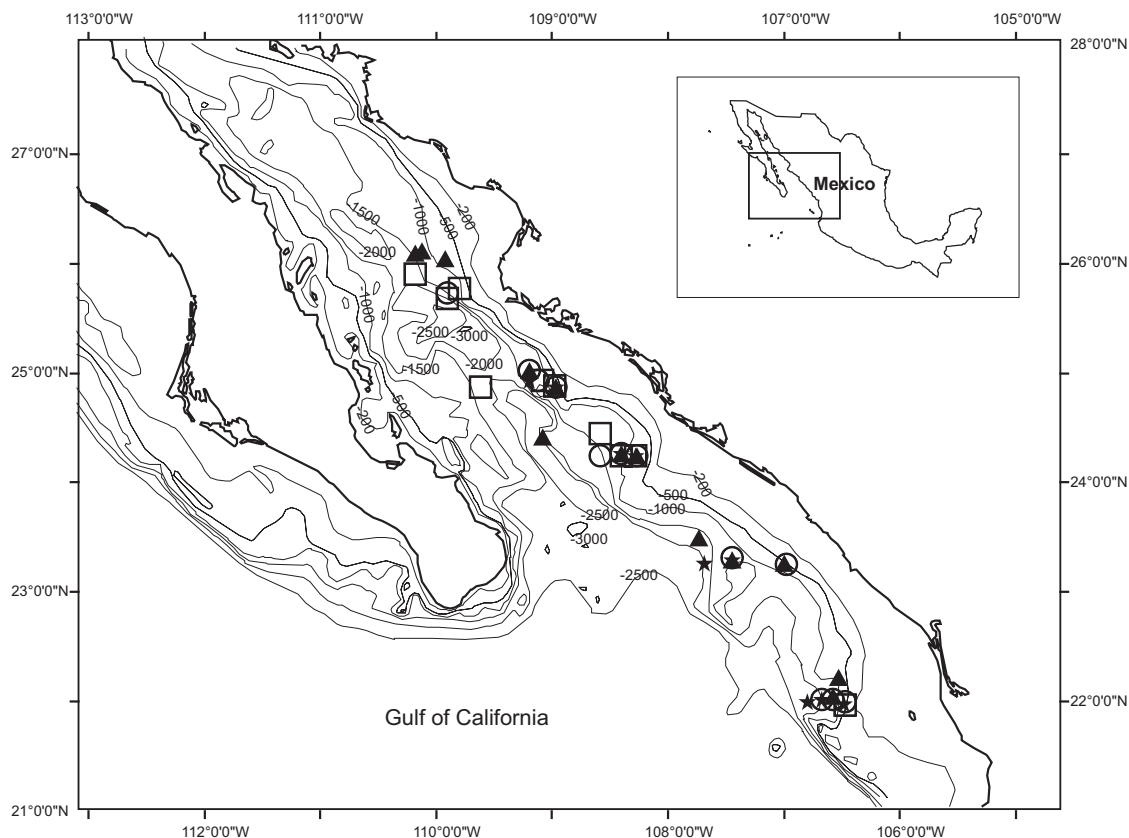 113°0'0"W 111°0'0"W 109°0'0"W 107°0'0"W 105°0'0"W
28°0'0"N
27°0'0"N
Mexico
-200
-1000
500
1500
-2000
26°0'0"N
26°0'0"N
-1000
-2500
-3000
-2000
-1500
25°0'0"N
500
-200
24°0'0"N
-200
-500
-1000
-2500
-3000
-2500
23°0'0"N
22°0'0"N
Gulf of California
21°0'0"N
112°0'0"W 110°0'0"W 108°0'0"W 106°0'0"W